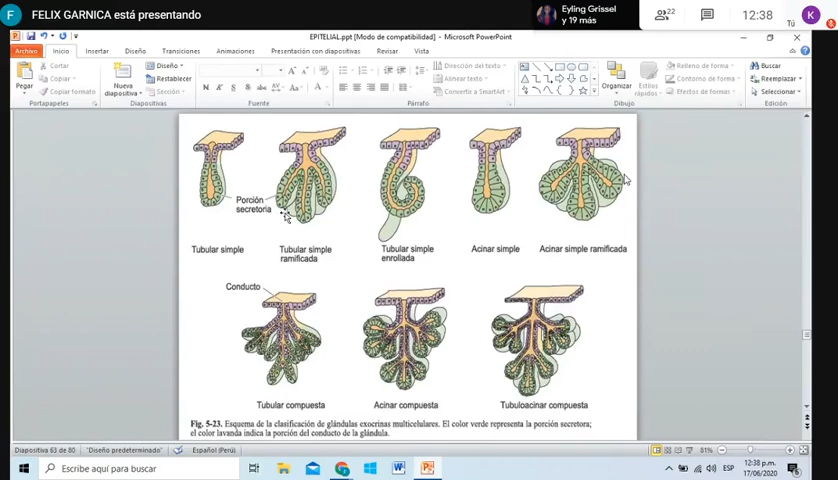 FELIX GARNICA está presentando
Eyling Grissel
y 19 más
22
12:38
Tú
K
F
EPITELIAL.ppt [Modo de compatibilidad] - Microsoft PowerPoint
Archivo
Inicio
Insertar
Diseño
Transiciones
Animaciones
Presentación con diapositivas
Revisar
Vista
Pegar
Cortar
Copiar
Copiar formato
Portapapeles
Nueva
diapositiva
Diseño
Restablecer
Sección
Diapositivas
Fuente
Dirección del texto
Alinear texto
Convertir a SmartArt
Párrafo
Organizar
Estilos
rápidos
Relleno de forma
Contorno de forma
Efectos de formas
Dibujo
Buscar
Reemplazar
Seleccionar
Edición
Porción
secretoria
Tubular simple
Tubular simple
ramificada
Tubular simple
enrollada
Acinar simple
Acinar simple ramificada
Conducto
Tubular compuesta
Acinar compuesta
Tubuloacinar compuesta
Fig. 5-23. Esquema de la clasificación de glándulas exocrinas multicelulares. El color verde representa la porción secretora;
el color lavanda indica la porción del conducto de la glándula.
Diapositiva 63 de 80
"Diseño predeterminado"
Español (Perú)
81%
Escribe aquí para buscar
ESP
12:38 p.m.
17/06/2020